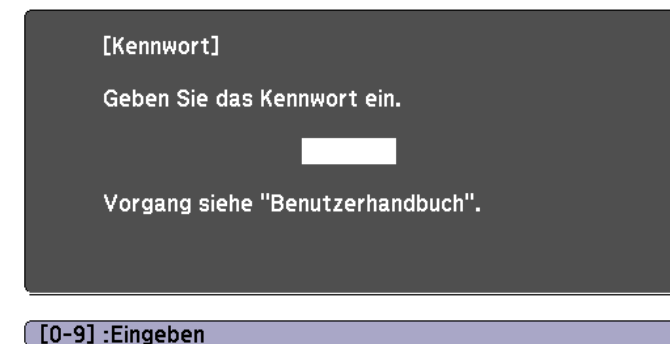 [Kennwort]
Geben Sie das Kennwort ein.
Vorgang siehe "Benutzerhandbuch".
[0-9] :Eingeben